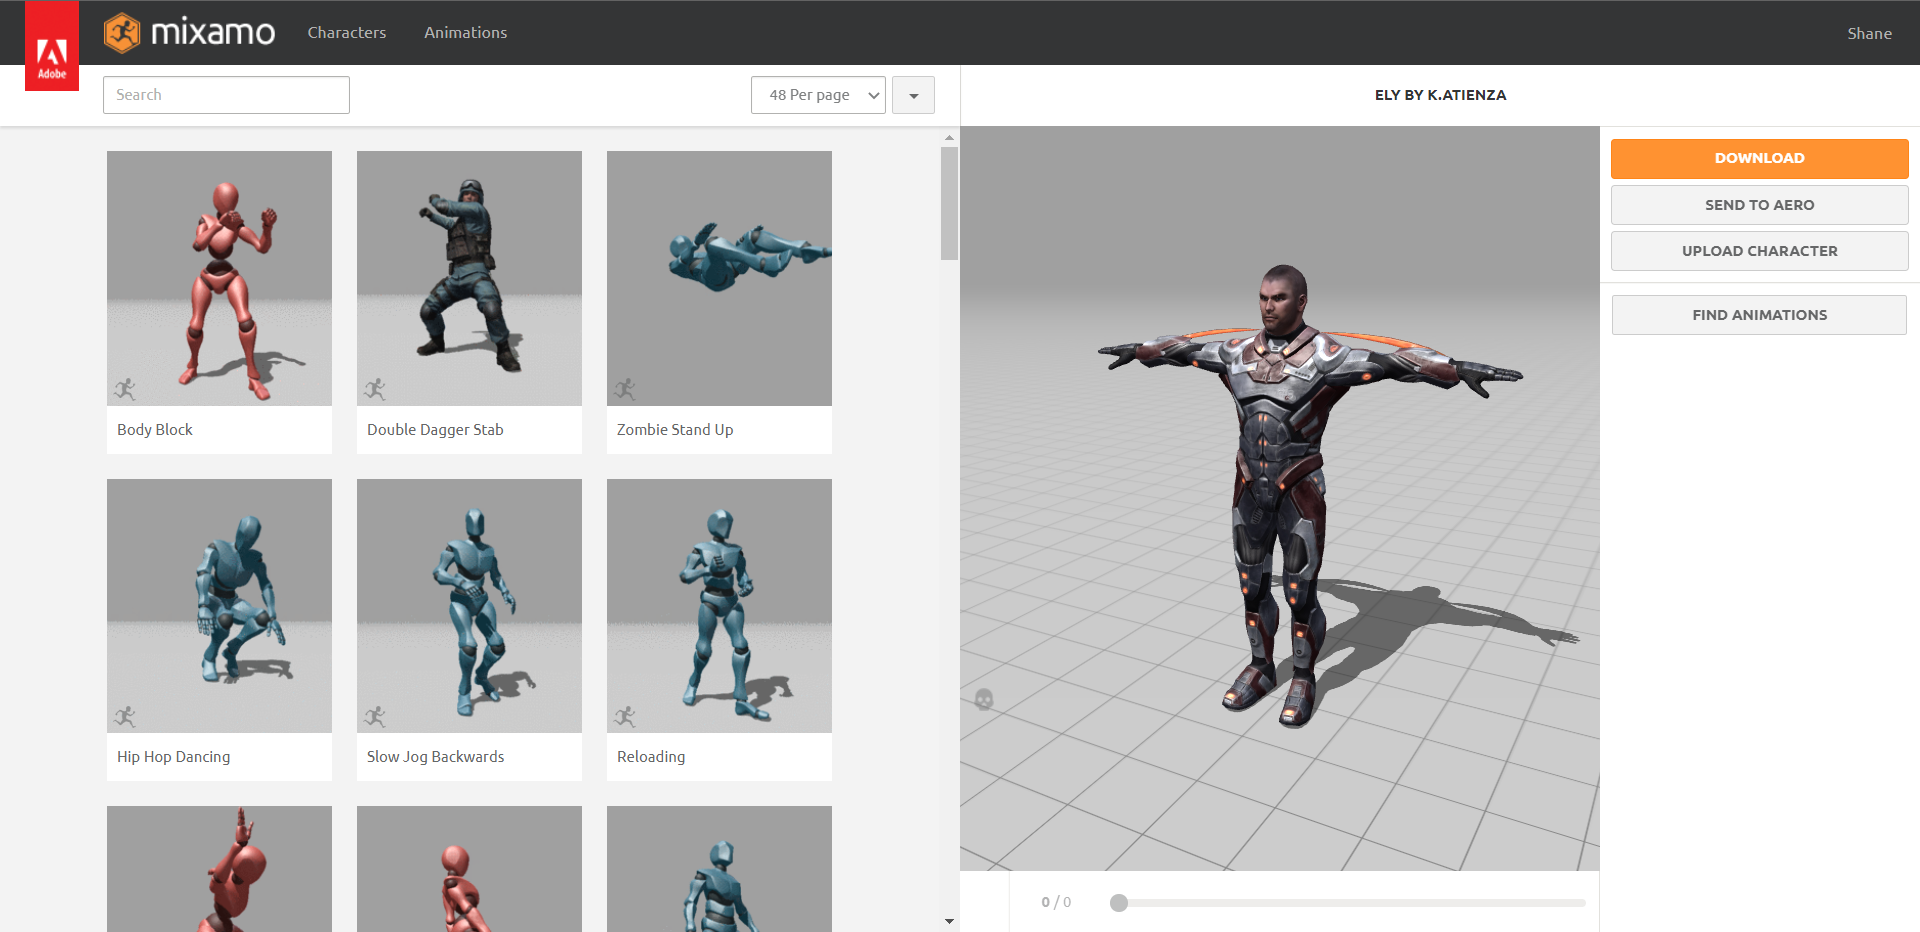 Adobe
mixamo
Characters
Animations
Shane
Search
48 Per page
ELY BY K.ATIENZA
DOWNLOAD
SEND TO AERO
UPLOAD CHARACTER
FIND ANIMATIONS
Body Block
Double Dagger Stab
Zombie Stand Up
Hip Hop Dancing
Slow Jog Backwards
Reloading
0 / 0